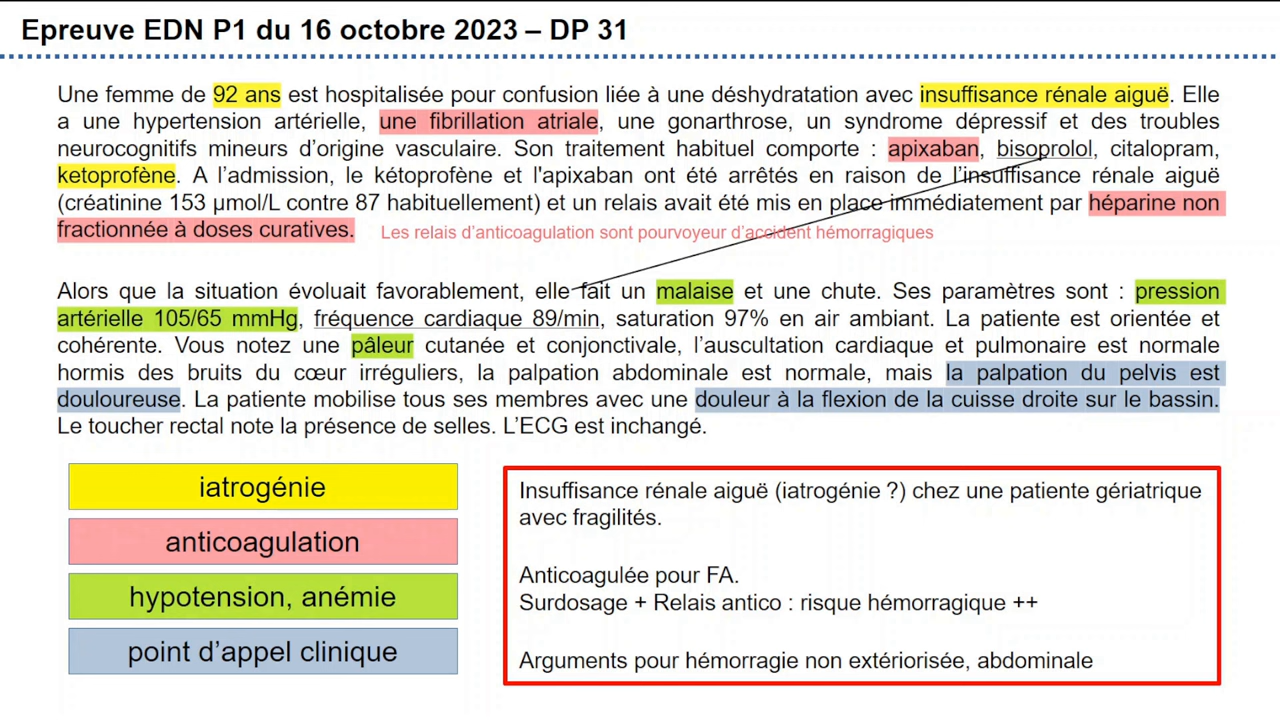 Epreuve EDN P1 du 16 octobre 2023 – DP 31
Une femme de 92 ans est hospitalisée pour confusion liée à une déshydratation avec insuffisance rénale aiguë. Elle
a une hypertension artérielle, une fibrillation atriale, une gonarthrose, un syndrome dépressif et des troubles
neurocognitifs mineurs d'origine vasculaire. Son traitement habituel comporte : apixaban, bisoprolol, citalopram,
ketoprofène. A l'admission, le kétoprofène et l'apixaban ont été arrêtés en raison de l'insuffisance rénale aiguë
(créatinine 153 µmol/L contre 87 habituellement) et un relais avait été mis en place immédiatement par héparine non
fractionnée à doses curatives. Les relais d'anticoagulation sont pourvoyeur d'accident hémorragiques
Alors que la situation évoluait favorablement, elle fait un malaise et une chute. Ses paramètres sont : pression
artérielle 105/65 mmHg, fréquence cardiaque 89/min, saturation 97% en air ambiant. La patiente est orientée et
cohérente. Vous notez une pâleur cutanée et conjonctivale, l'auscultation cardiaque et pulmonaire est normale
hormis des bruits du cœur irréguliers, la palpation abdominale est normale, mais la palpation du pelvis est
douloureuse. La patiente mobilise tous ses membres avec une douleur à la flexion de la cuisse droite sur le bassin.
Le toucher rectal note la présence de selles. L'ECG est inchangé.
iatrogénie
anticoagulation
hypotension, anémie
point d'appel clinique
Insuffisance rénale aiguë (iatrogénie ?) chez une patiente gériatrique
avec fragilités.
Anticoagulée pour FA.
Surdosage + Relais antico : risque hémorragique ++
Arguments pour hémorragie non extériorisée, abdominale